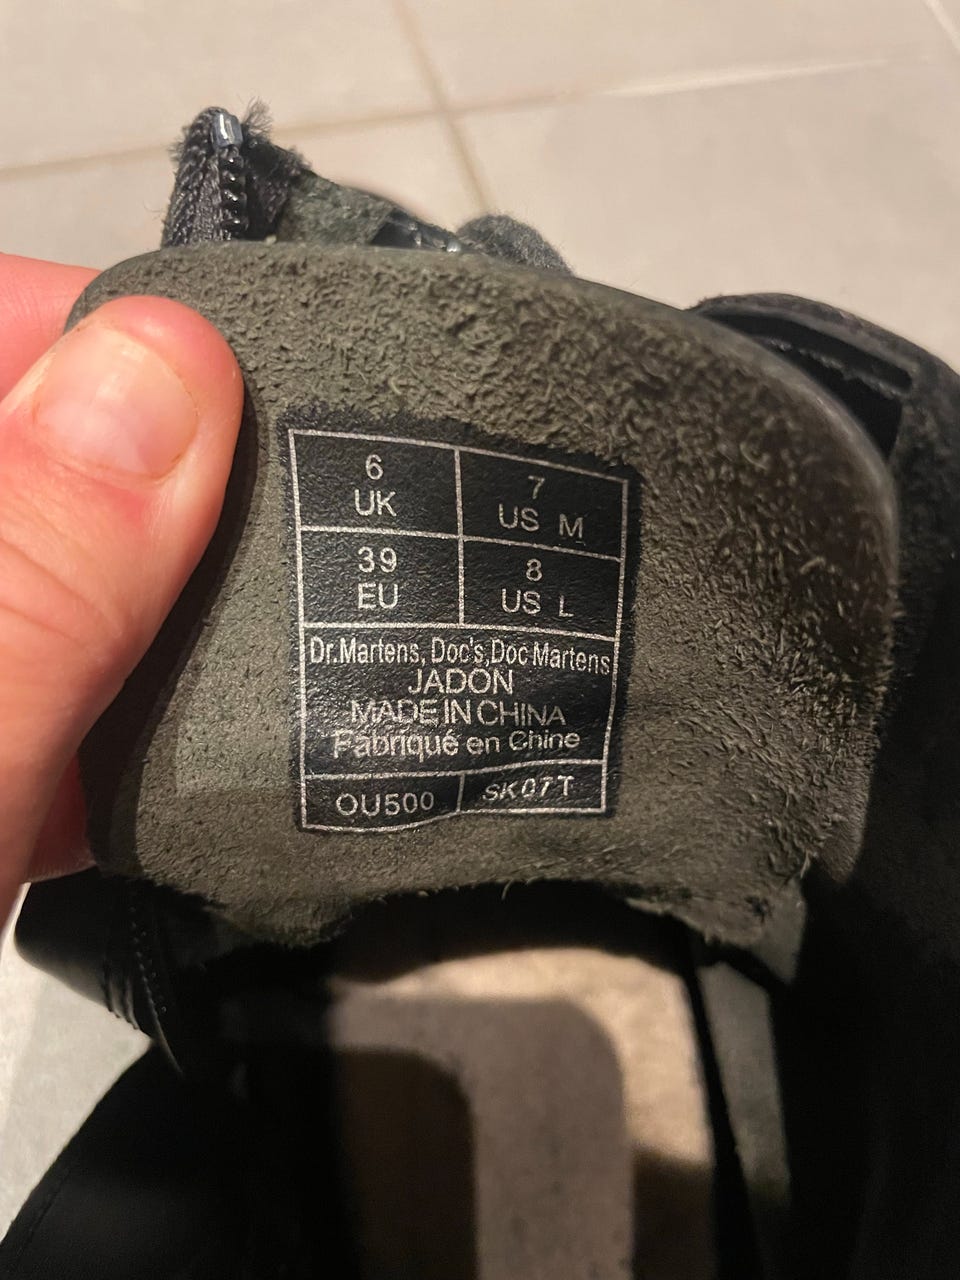 6
UK
7
US M
39
EU
8
US L
Dr.Martens, Doc's,Doc Martens
JADON
MADE IN CHINA
Fabriqué en Chine
OU500
SK07T